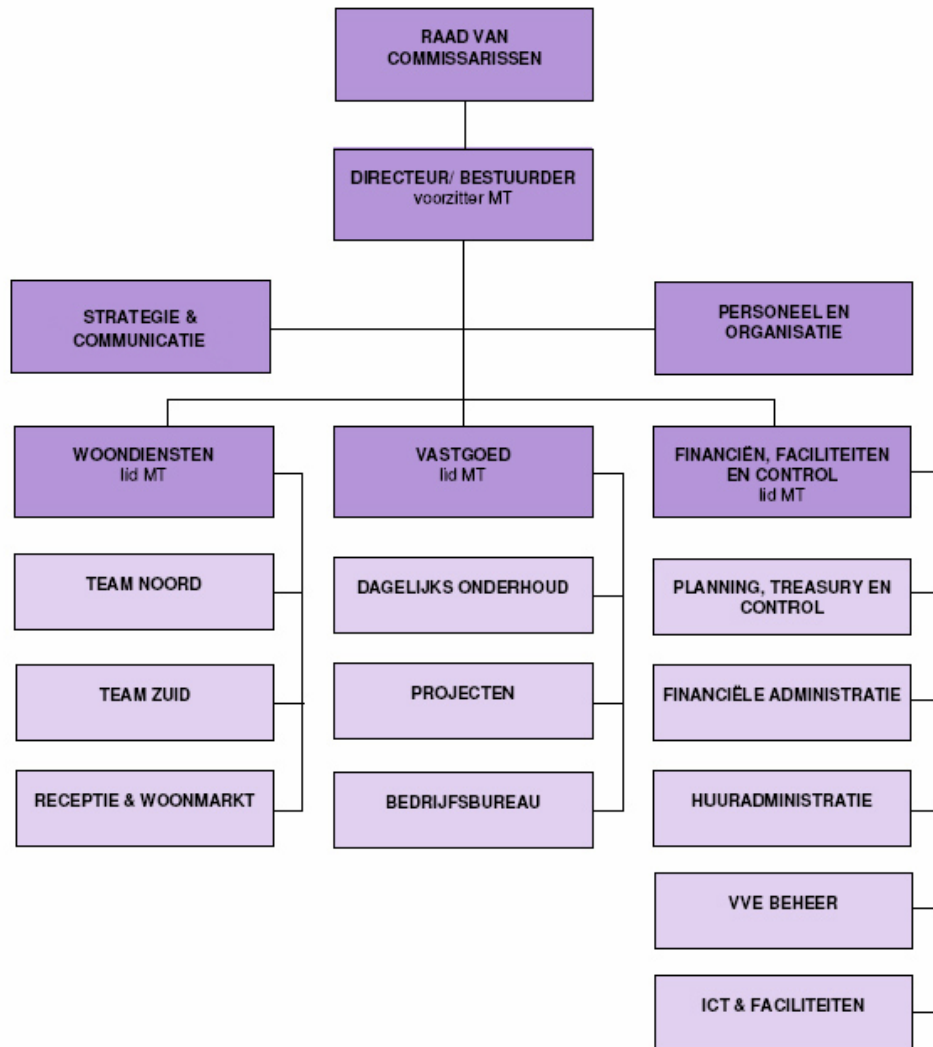 RAAD VAN
COMMISSARISSEN
DIRECTEUR/ BESTUURDER
voorzitter MT
STRATEGIE &
COMMUNICATIE
PERSONEEL EN
ORGANISATIE
WOONDIENSTEN
lid MT
VASTGOED
lid MT
FINANCIËN, FACILITEITEN
EN CONTROL
lid MT
TEAM NOORD
DAGELIJKS ONDERHOUD
PLANNING, TREASURY EN
CONTROL
TEAM ZUID
PROJECTEN
FINANCIËLE ADMINISTRATIE
RECEPTIE & WOONMARKT
BEDRIJFSBUREAU
HUURADMINISTRATIE
VVE BEHEER
ICT & FACILITEITEN